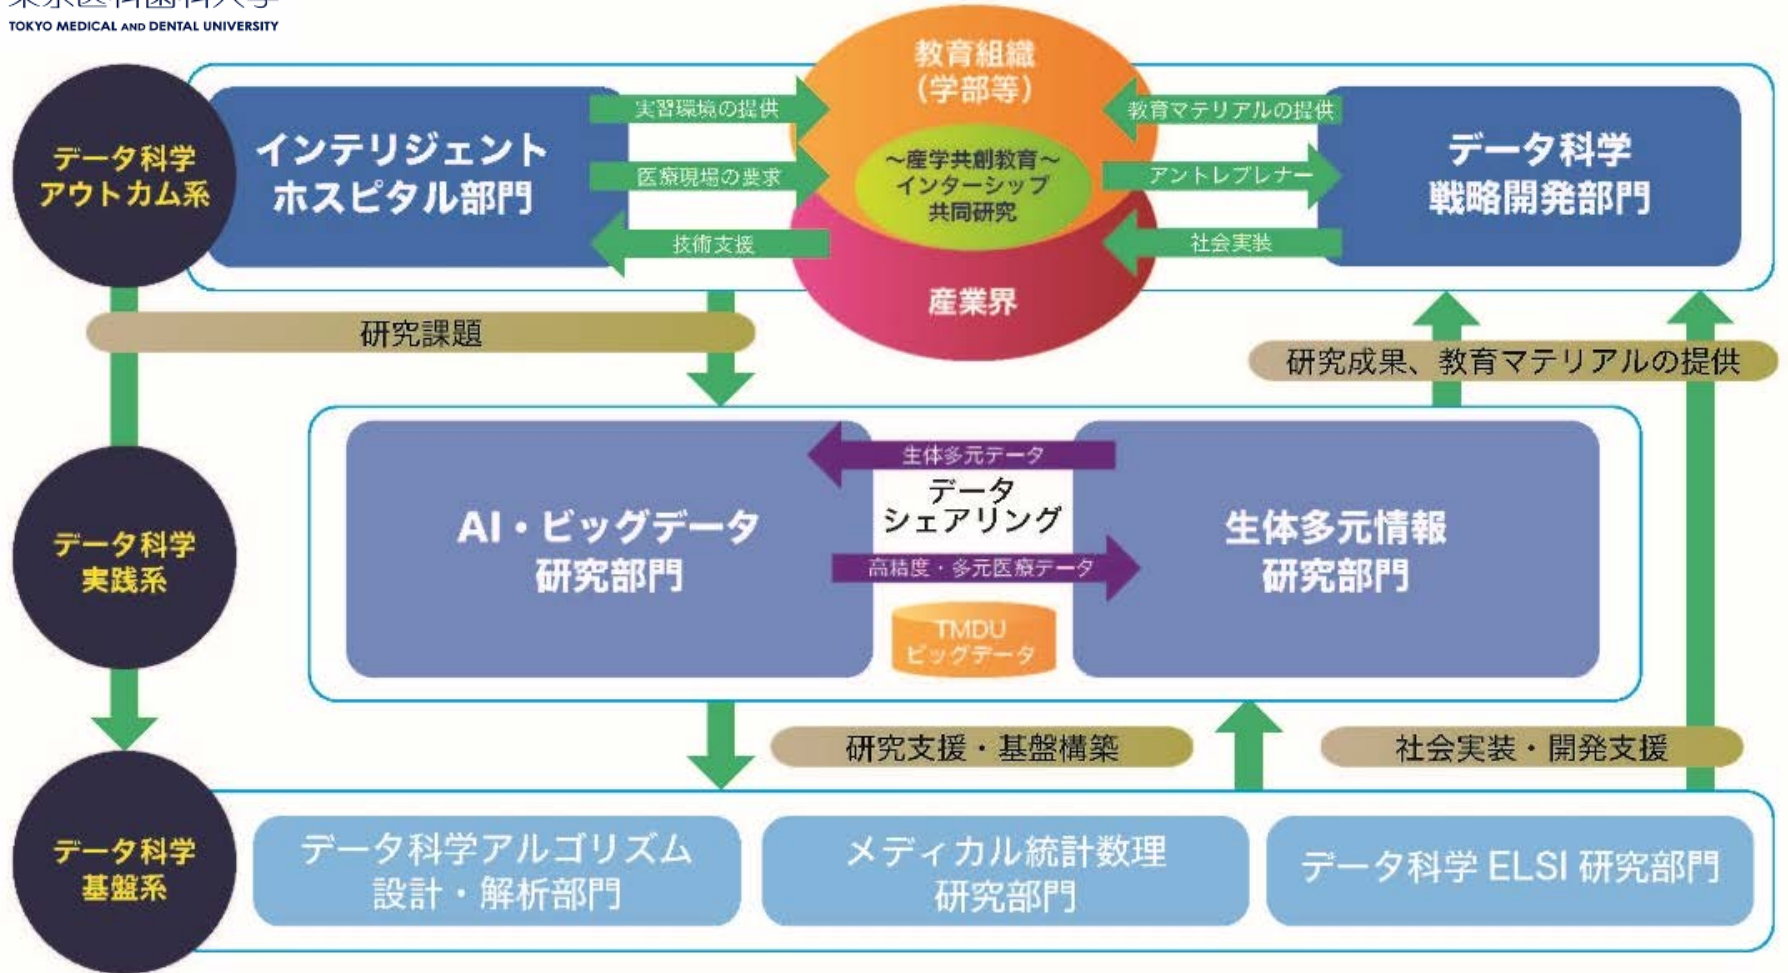 東京医科歯科大学
TOKYO MEDICAL AND DENTAL UNIVERSITY
データ科学
アウトカム系
インテリジェント
ホスピタル部門
実習環境の提供
医療現場の要求
技術支援
教育組織
(学部等)
～産学共創教育～
インターシップ
共同研究
産業界
教育マテリアルの提供
アントレプレナー
社会実装
データ科学
戦略開発部門
研究課題
研究成果、教育マテリアルの提供
データ科学
実践系
AI・ビッグデータ
研究部門
生体多元データ
データ
シェアリング
高精度・多元医療データ
TMDU
ビッグデータ
生体多元情報
研究部門
研究支援・基盤構築
社会実装・開発支援
データ科学
基盤系
データ科学アルゴリズム
設計・解析部門
メディカル統計数理
研究部門
データ科学 ELSI 研究部門